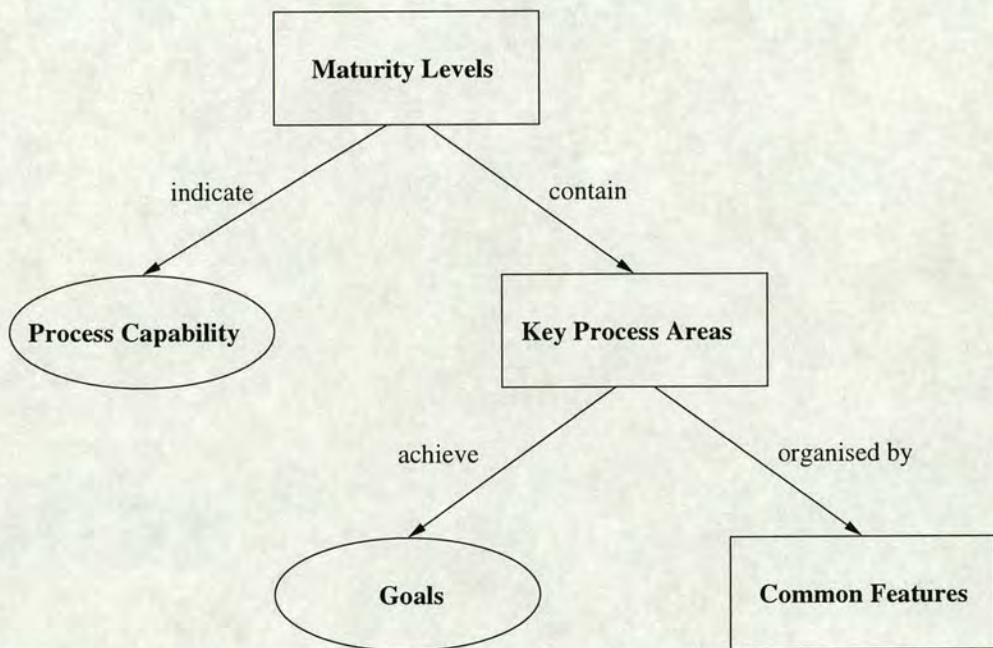 Maturity Levels
indicate
contain
Process Capability
Key Process Areas
achieve
organised by
Goals
Common Features